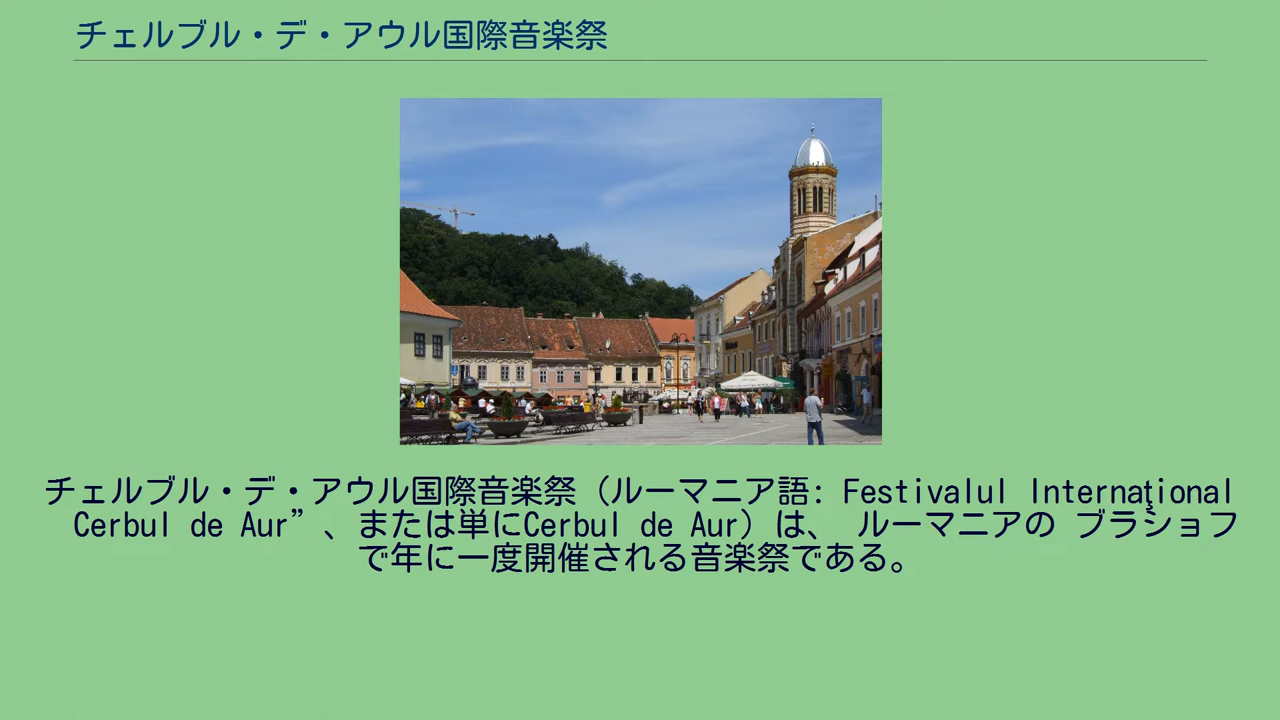 チェルブル・デ・アウル国際音楽祭
チェルブル・デ・アウル国際音楽祭（ルーマニア語: Festivalul Internaţional
Cerbul de Aur” 、または単にCerbul de Aur）は、 ルーマニアの ブラショフ
で年に一度開催される音楽祭である。